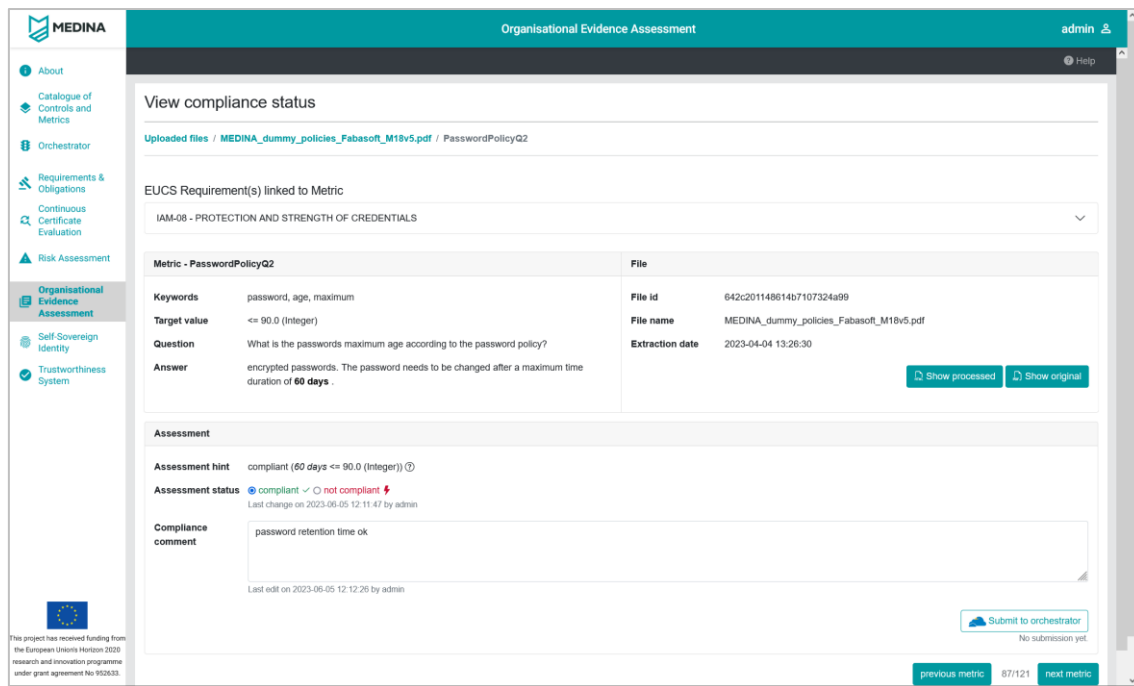 MEDINA
Organisational Evidence Assessment
admin
Help
About
Catalogue of
Controls and
Metrics
Orchestrator
Requirements &
Obligations
Continuous
Certificate
Evaluation
Risk Assessment
Organisational
Evidence
Assessment
Self-Sovereign
Identity
Trustworthiness
System
This project has received funding from
the European Union's Horizon 2020
research and innovation programme
under grant agreement No 952633.
View compliance status
Uploaded files / MEDINA_dummy_policies_Fabasoft_M18v5.pdf / PasswordPolicyQ2
EUCS Requirement(s) linked to Metric
IAM-08 - PROTECTION AND STRENGTH OF CREDENTIALS
Metric - PasswordPolicyQ2
Keywords password, age, maximum
Target value <= 90.0 (Integer)
Question What is the passwords maximum age according to the password policy?
Answer encrypted passwords. The password needs to be changed after a maximum time
duration of 60 days .
File
File id 642c201148614b7107324a99
File name MEDINA_dummy_policies_Fabasoft_M18v5.pdf
Extraction date 2023-04-04 13:26:30
Show processed Show original
Assessment
Assessment hint compliant (60 days <= 90.0 (Integer)) ?
Assessment status compliant not compliant
Last change on 2023-06-05 12:11:47 by admin
Compliance
comment
password retention time ok
Last edit on 2023-06-05 12:12:26 by admin
Submit to orchestrator
No submission yet.
previous metric 87/121 next metric